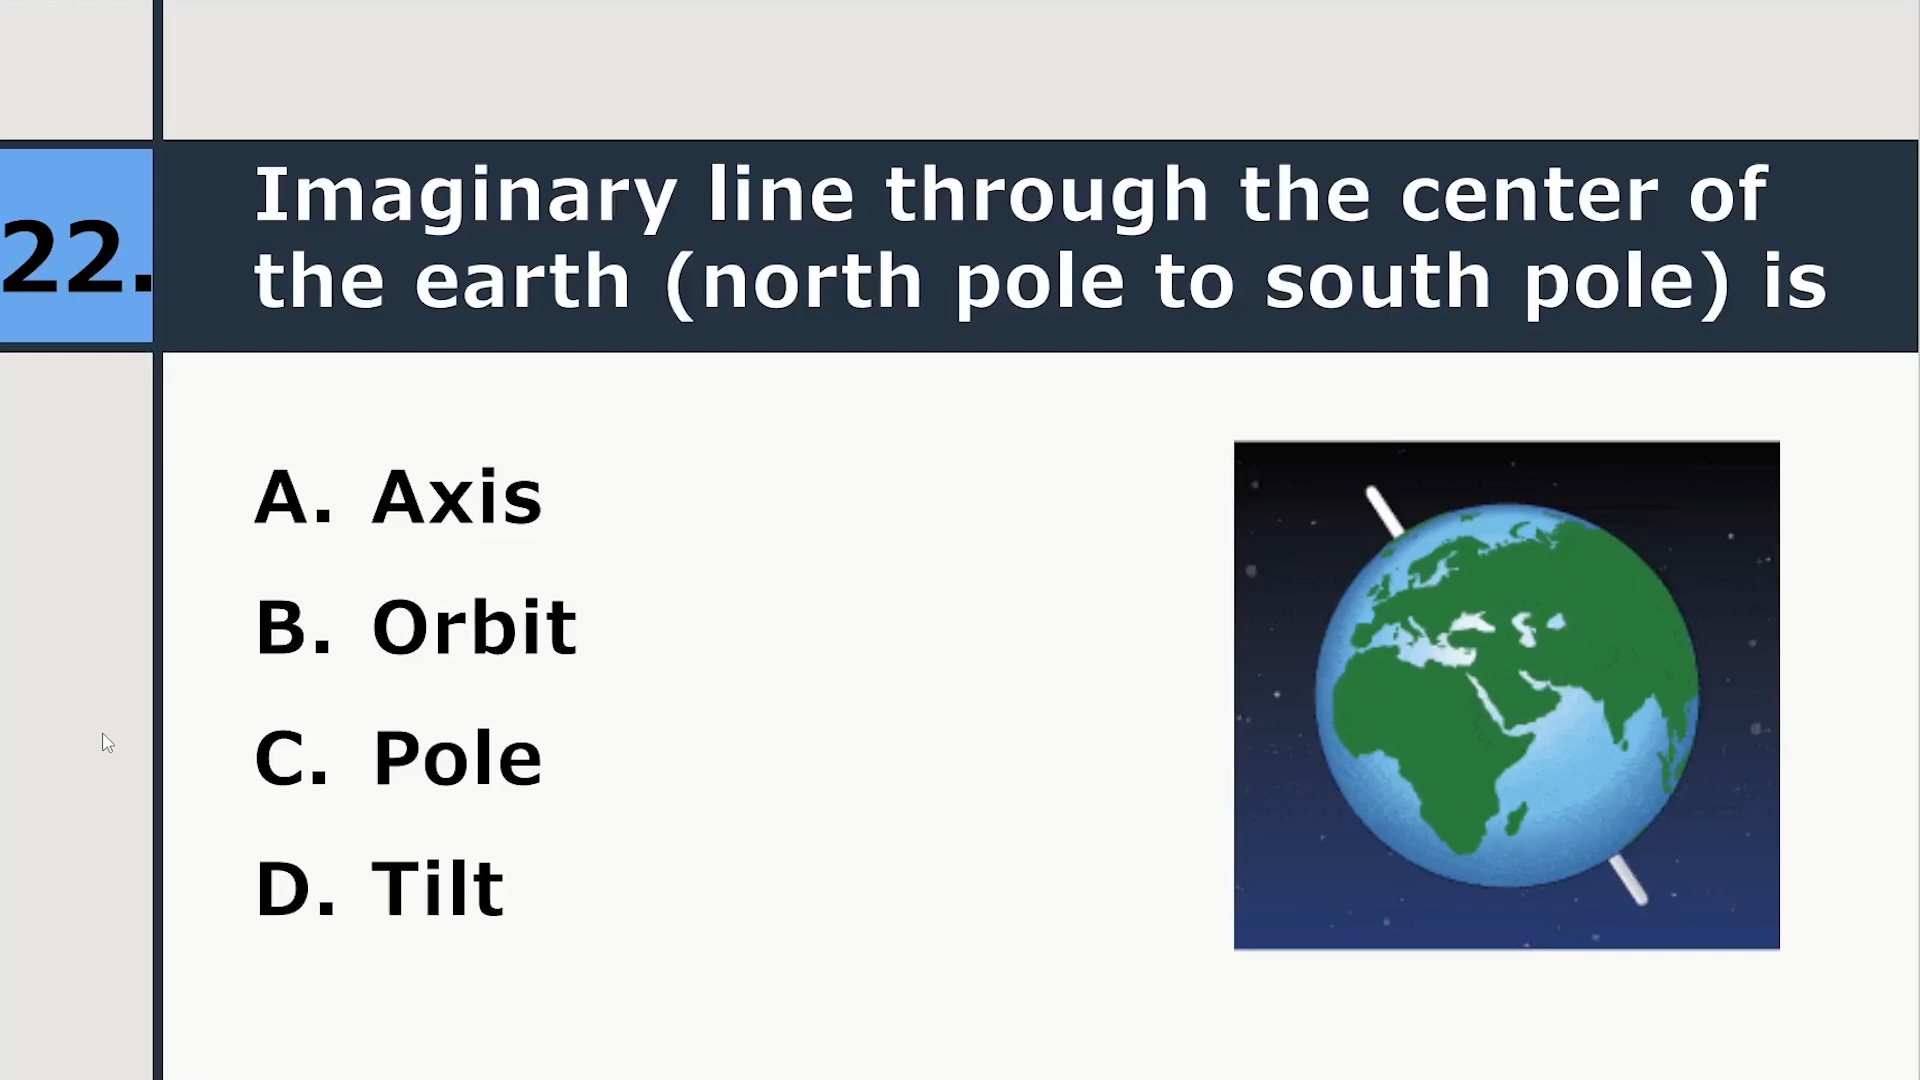 22.
Imaginary line through the center of
the earth (north pole to south pole) is
A. Axis
B. Orbit
C. Pole
D. Tilt